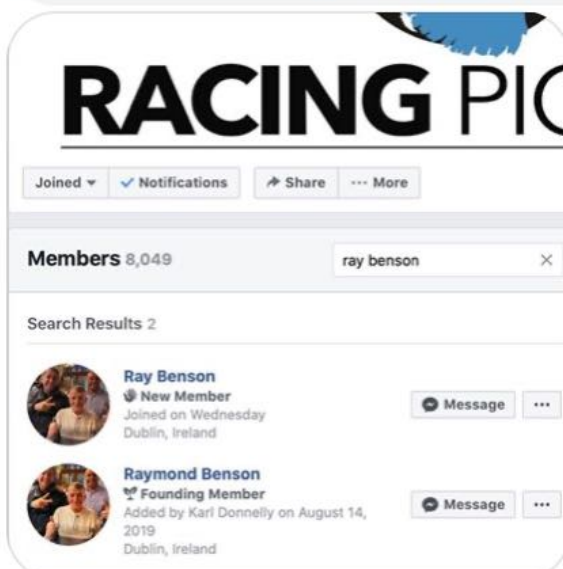 RACING
Joined
Notifications
Share
More
Members 8,049
ray benson
Search Results 2
Ray Benson
New Member
Joined on Wednesday
Dublin, Ireland
Message
Raymond Benson
Founding Member
Added by Karl Donnelly on August 14,
2019
Dublin, Ireland
Message